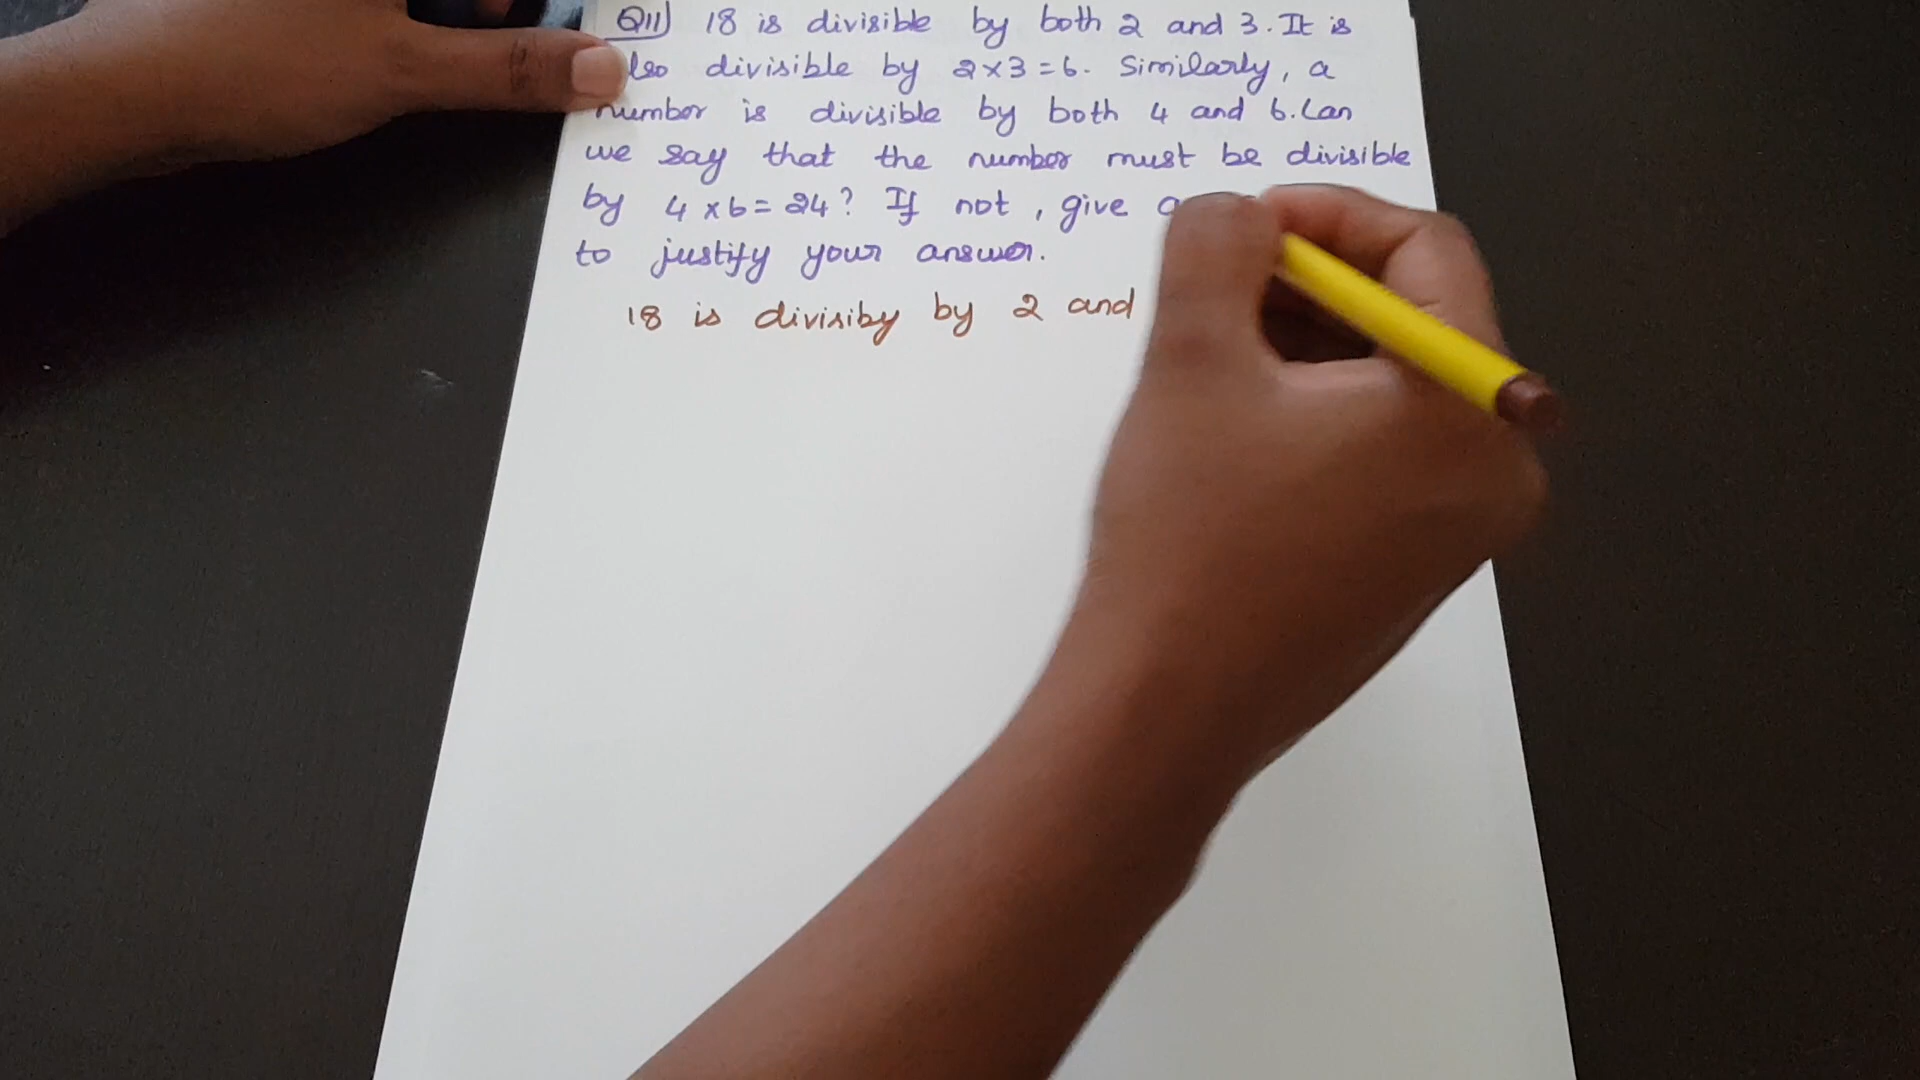 Q11) 18 is divisible by both 2 and 3. It is
lso divisible by 2×3=6. Similarly, a
number is divisible by both 4 and 6. Can
we say that the number must be divisible
by 4×6=24? If not, give
to justify your answer.
18 is divisiby by 2 and